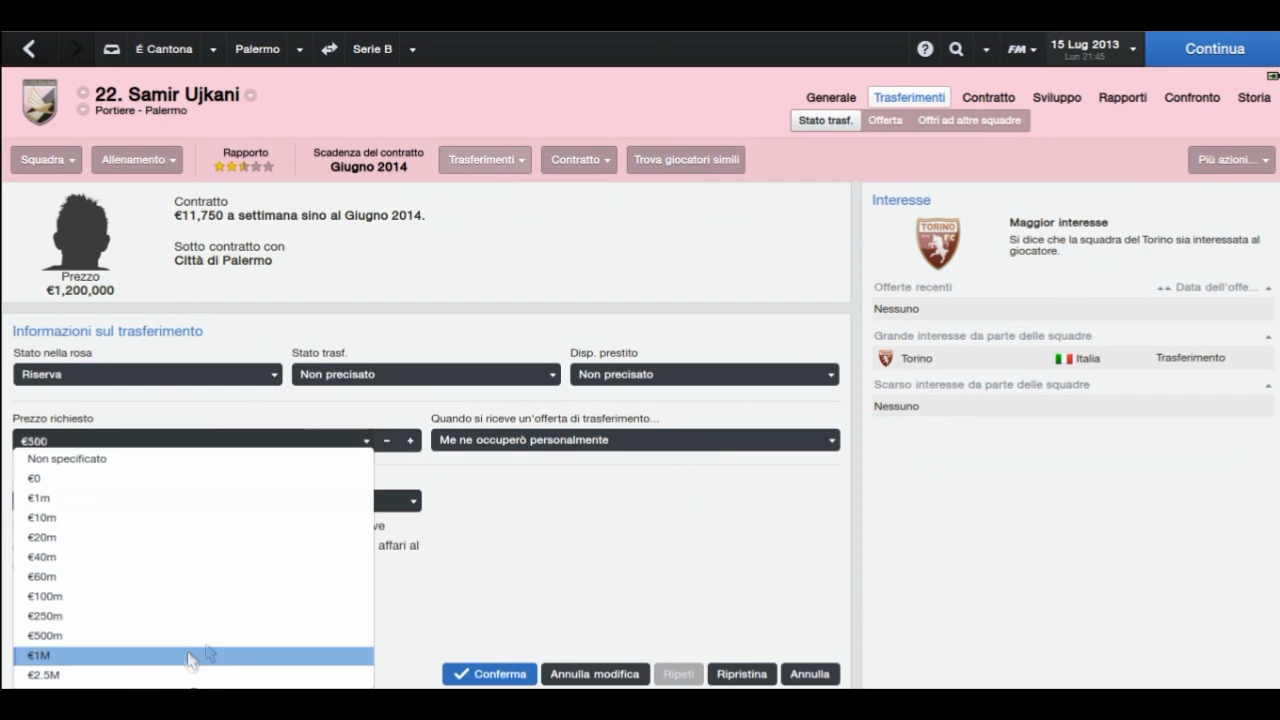 É Cantona Palermo Serie B FM 15 Lug 2013 Continua
Lun 21:45
22. Samir Ujkani
Portiere - Palermo
Generale Trasferimenti Contratto Sviluppo Rapporti Confronto Storia
Stato trasf. Offerta Offri ad altre squadre
Squadra Allenamento Rapporto Scadenza del contratto Giugno 2014 Trasferimenti Contratto Trova giocatori simili Più azioni...
Contratto
€11,750 a settimana sino al Giugno 2014.
Sotto contratto con
Città di Palermo
Prezzo
€1,200,000
Informazioni sul trasferimento
Stato nella rosa Stato trasf. Disp. prestito
Riserva Non precisato Non precisato
Prezzo richiesto Quando si riceve un'offerta di trasferimento...
€500 - + Me ne occuperò personalmente
Non specificato
€0
€1m
€10m
€20m
€40m
€60m
€100m
€250m
€500m
€1M
€2.5M
ve
affari al
Conferma Annulla modifica Ripeti Ripristina Annulla
Interesse
TORINO
FC
Maggior interesse
Si dice che la squadra del Torino sia interessata al
giocatore.
Offerte recenti Data dell'offe...
Nessuno
Grande interesse da parte delle squadre
Torino Italia Trasferimento
Scarso interesse da parte delle squadre
Nessuno